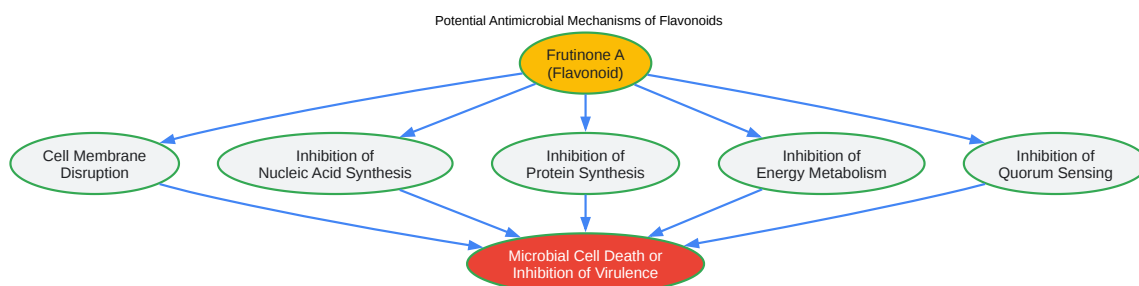 Potential Antimicrobial Mechanisms of Flavonoids
Frutinone A
(Flavonoid)
Cell Membrane
Disruption
Inhibition of
Nucleic Acid Synthesis
Inhibition of
Protein Synthesis
Inhibition of
Energy Metabolism
Inhibition of
Quorum Sensing
Microbial Cell Death or
Inhibition of Virulence